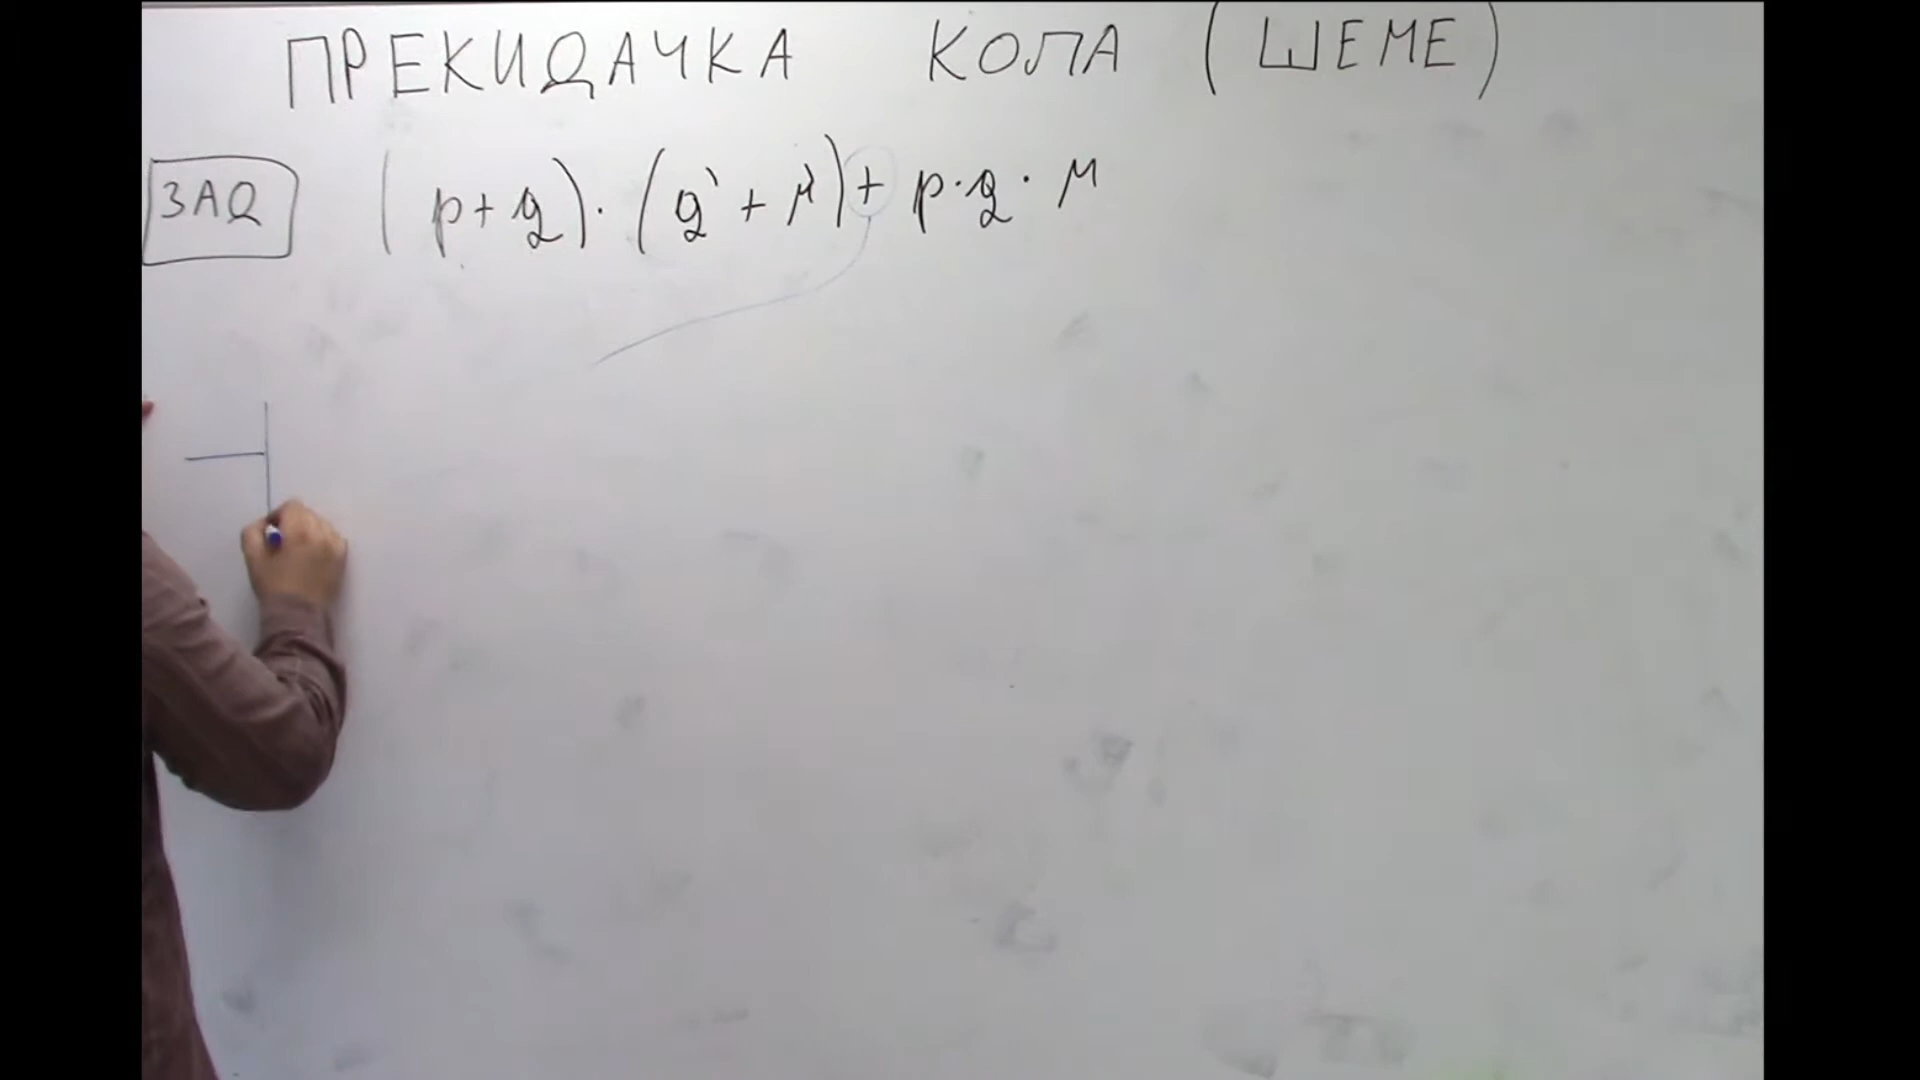 ПРЕКИДАЧКА КОЛА (ШЕМЕ)
ЗАД (p+q)·(q'+r')+p·q·r